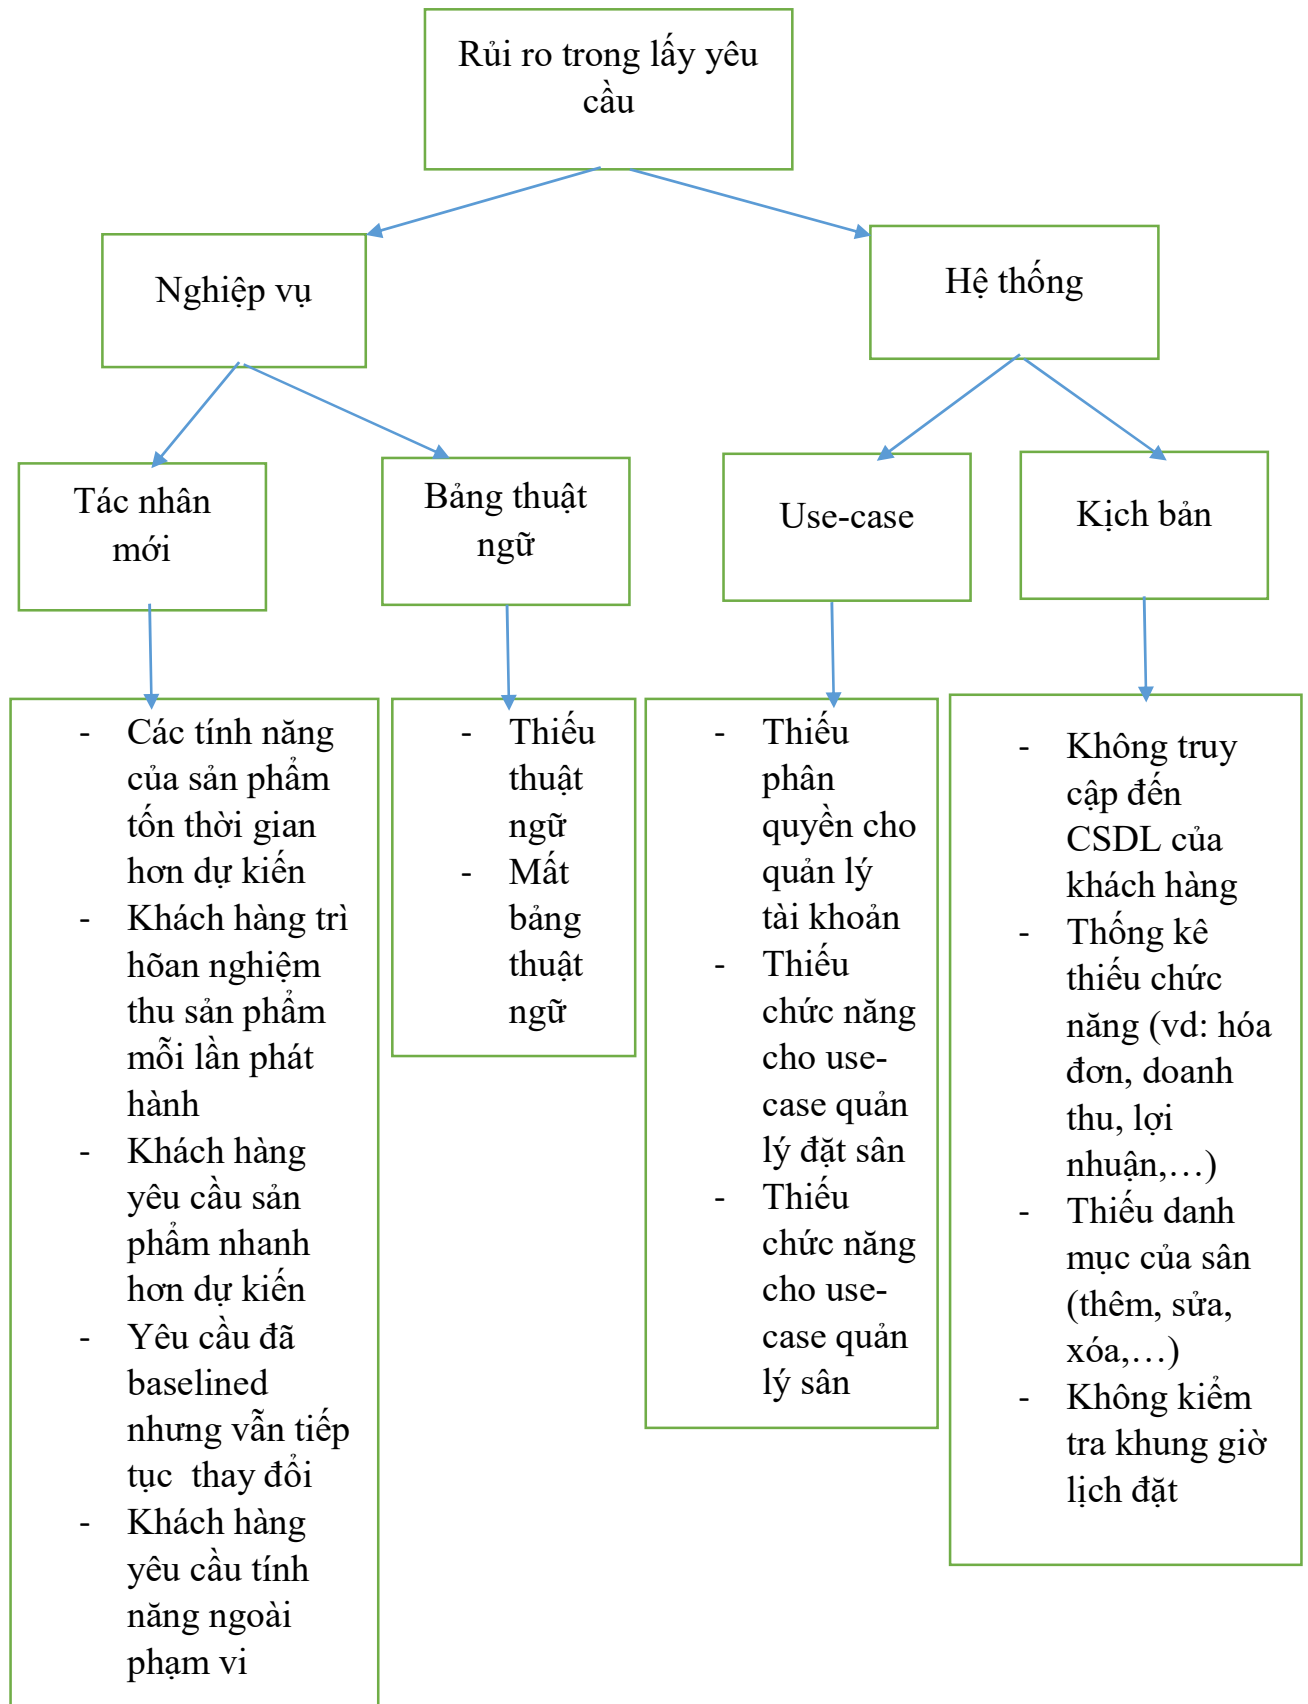 Rủi ro trong lấy yêu
cầu
Nghiệp vụ
Hệ thống
Tác nhân
mới
Bảng thuật
ngữ
Use-case
Kịch bản
- Các tính năng
của sản phẩm
tốn thời gian
hơn dự kiến
- Khách hàng trì
hõan nghiệm
thu sản phẩm
mỗi lần phát
hành
- Khách hàng
yêu cầu sản
phẩm nhanh
hơn dự kiến
- Yêu cầu đã
baselined
nhưng vẫn tiếp
tục  thay đổi
- Khách hàng
yêu cầu tính
năng ngoài
phạm vi
- Thiếu
thuật
ngữ
- Mất
bảng
thuật
ngữ
- Thiếu
phân
quyền cho
quản lý
tài khoản
- Thiếu
chức năng
cho use-
case quản
lý đặt sân
- Thiếu
chức năng
cho use-
case quản
lý sân
- Không truy
cập đến
CSDL của
khách hàng
- Thống kê
thiếu chức
năng (vd: hóa
đơn, doanh
thu, lợi
nhuận,…)
- Thiếu danh
mục của sân
(thêm, sửa,
xóa,…)
- Không kiểm
tra khung giờ
lịch đặt